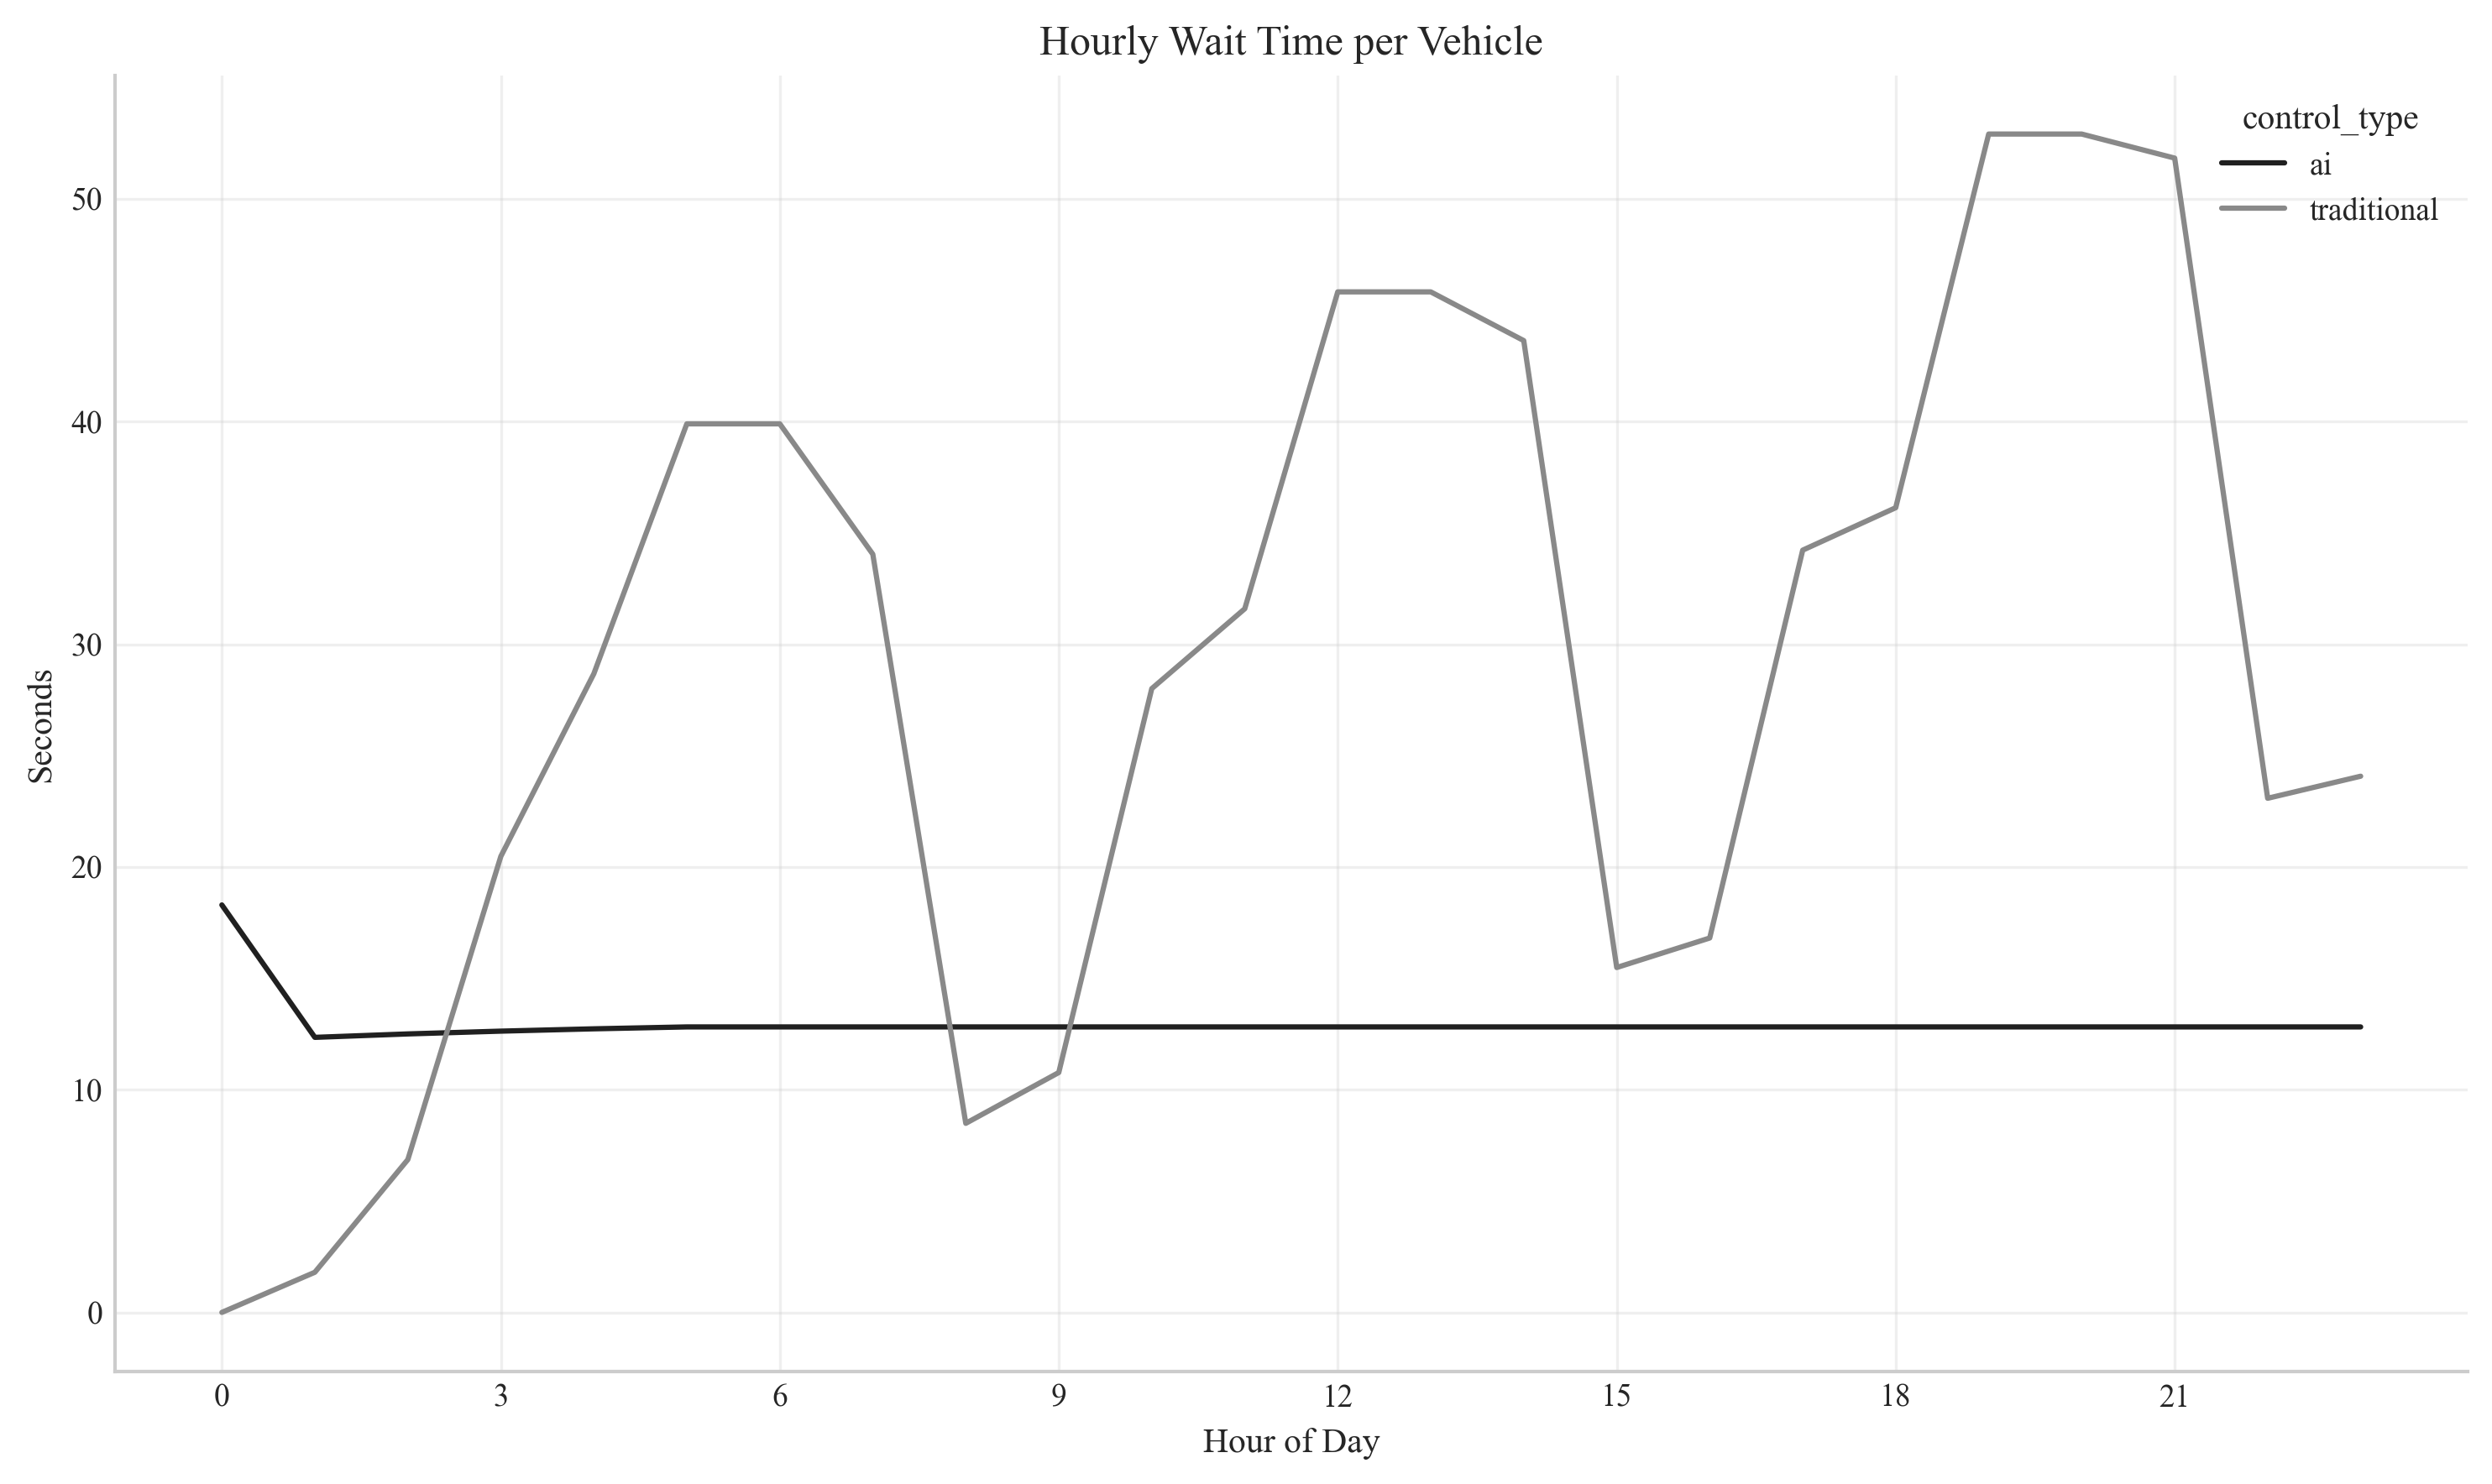 Hourly Wait Time per Vehicle
control_type
ai
traditional
Seconds
50
40
30
20
10
0
0 3 6 9 12 15 18 21
Hour of Day